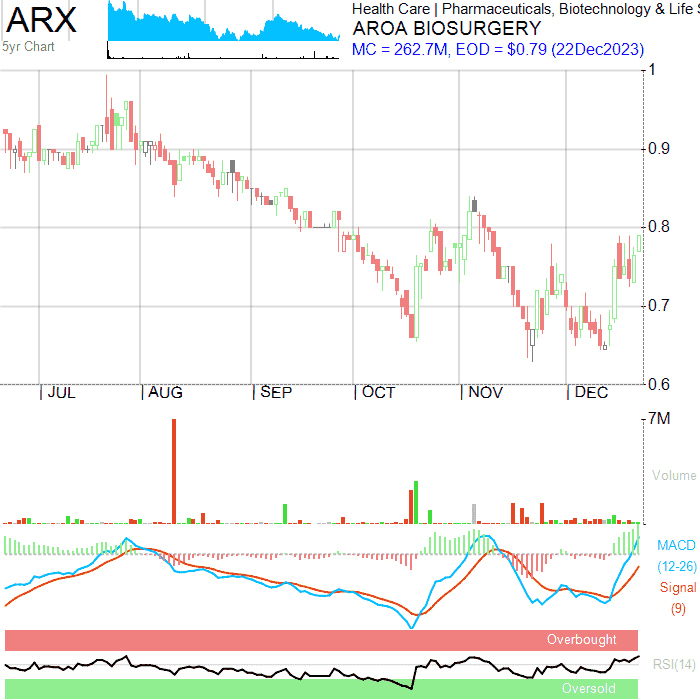 ARX
5yr Chart
Health Care | Pharmaceuticals, Biotechnology & Life S
AROA BIOSURGERY
MC = 262.7M, EOD = $0.79 (22Dec2023)
1
0.9
0.8
0.7
0.6
JUL AUG SEP OCT NOV DEC
7M
Volume
MACD
(12-26)
Signal
(9)
Overbought
RSI(14)
Oversold